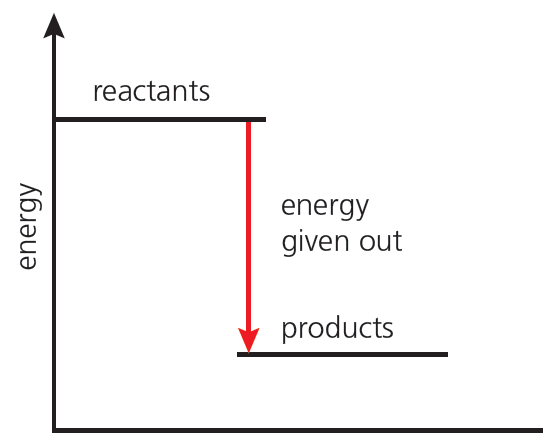 reactants
energy
energy
given out
products